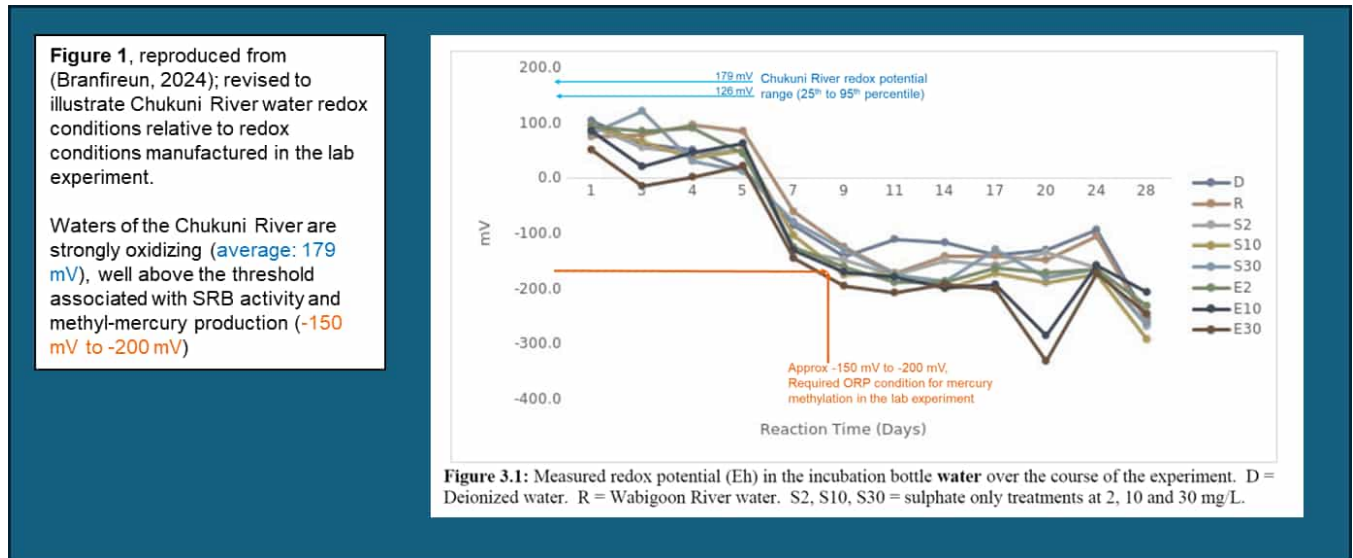 Figure 1, reproduced from
(Branfireun, 2024); revised to
illustrate Chukuni River water redox
conditions relative to redox
conditions manufactured in the lab
experiment.
Waters of the Chukuni River are
strongly oxidizing (average: 179
mV), well above the threshold
associated with SRB activity and
methyl-mercury production (-150
mV to -200 mV)
200.0
179 mV Chukuni River redox potential
126 mV range (25th to 95th percentile)
100.0
0.0
1 3 4 5 7 9 11 14 17 20 24 28
-100.0
mV
-200.0
-300.0
-400.0
Approx -150 mV to -200 mV,
Required ORP condition for mercury
methylation in the lab experiment
Reaction Time (Days)
D
R
S2
S10
S30
E2
E10
E30
Figure 3.1: Measured redox potential (Eh) in the incubation bottle water over the course of the experiment. D =
Deionized water. R = Wabigoon River water. S2, S10, S30 = sulphate only treatments at 2, 10 and 30 mg/L.